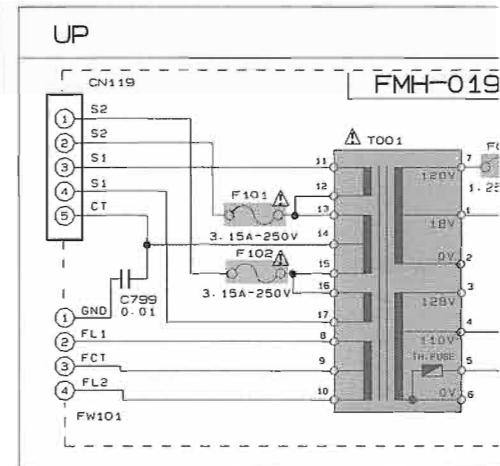 UP
FMH-019
CN119
1 S2
2 S2
3 S1
4 S1
5 CT
T001
11
12
13
14
15
16
17
8
9
10
F101
3.15A-250V
F102
3.15A-250V
C799
0.01
1 GND
2 FL1
3 FCT
4 FL2
FW101
7
120V
1
18V
0V 2
3
128V
4
110V
TH.FUSE
5
0V 6
1.25